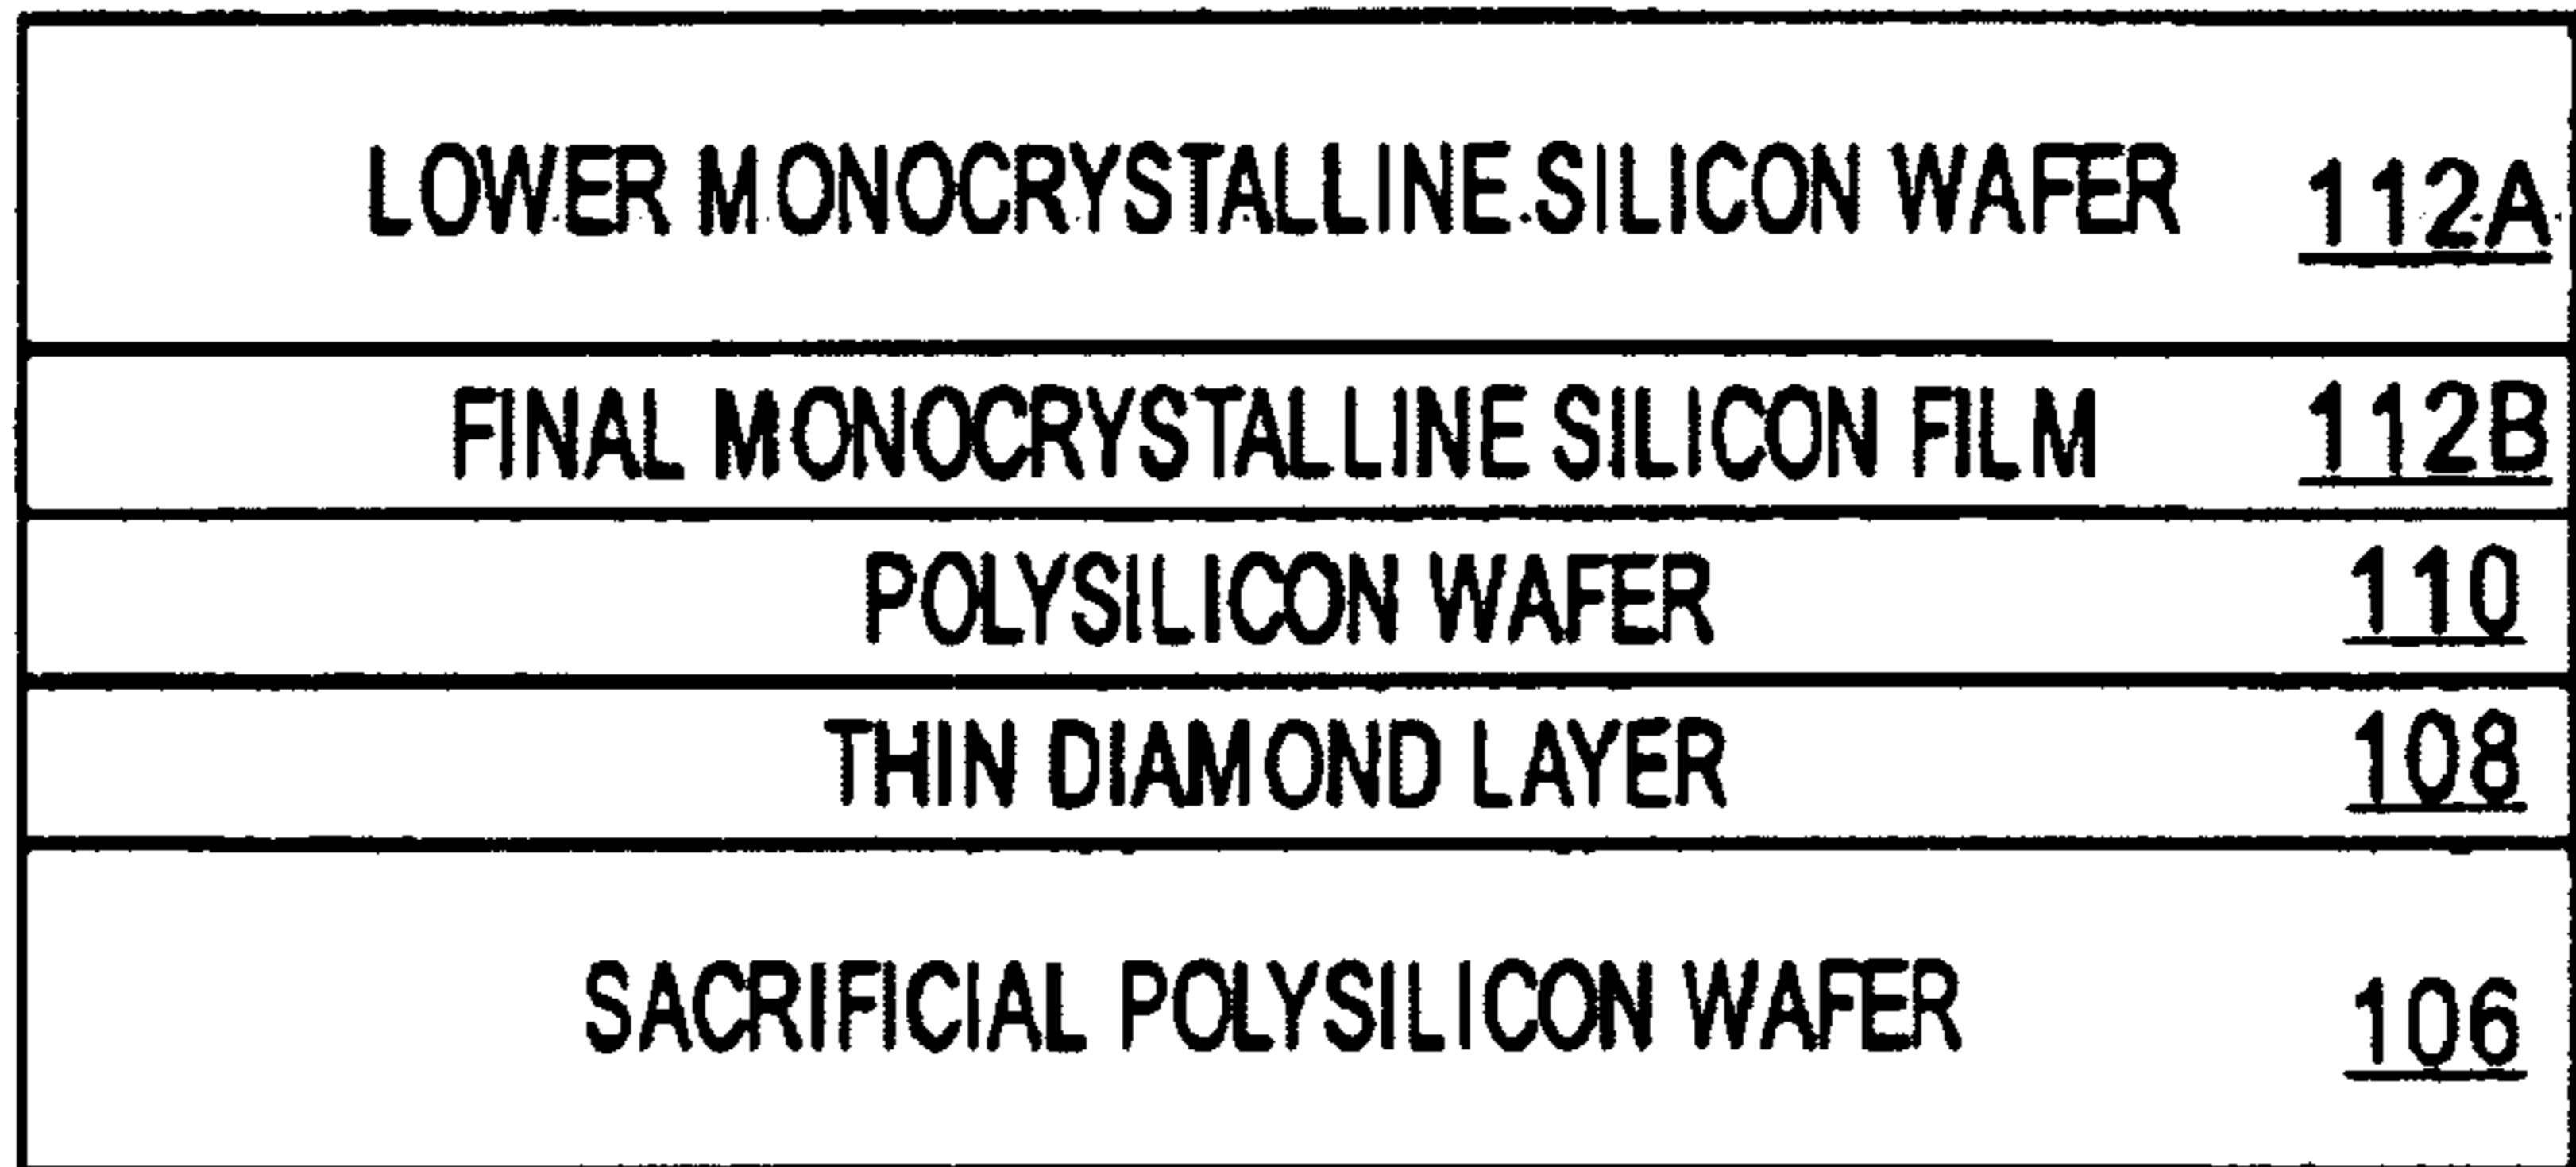 LOWER MONOCRYSTALLINE SILICON WAFER 112A
FINAL MONOCRYSTALLINE SILICON FILM 112B
POLYSILICON WAFER 110
THIN DIAMOND LAYER 108
SACRIFICIAL POLYSILICON WAFER 106